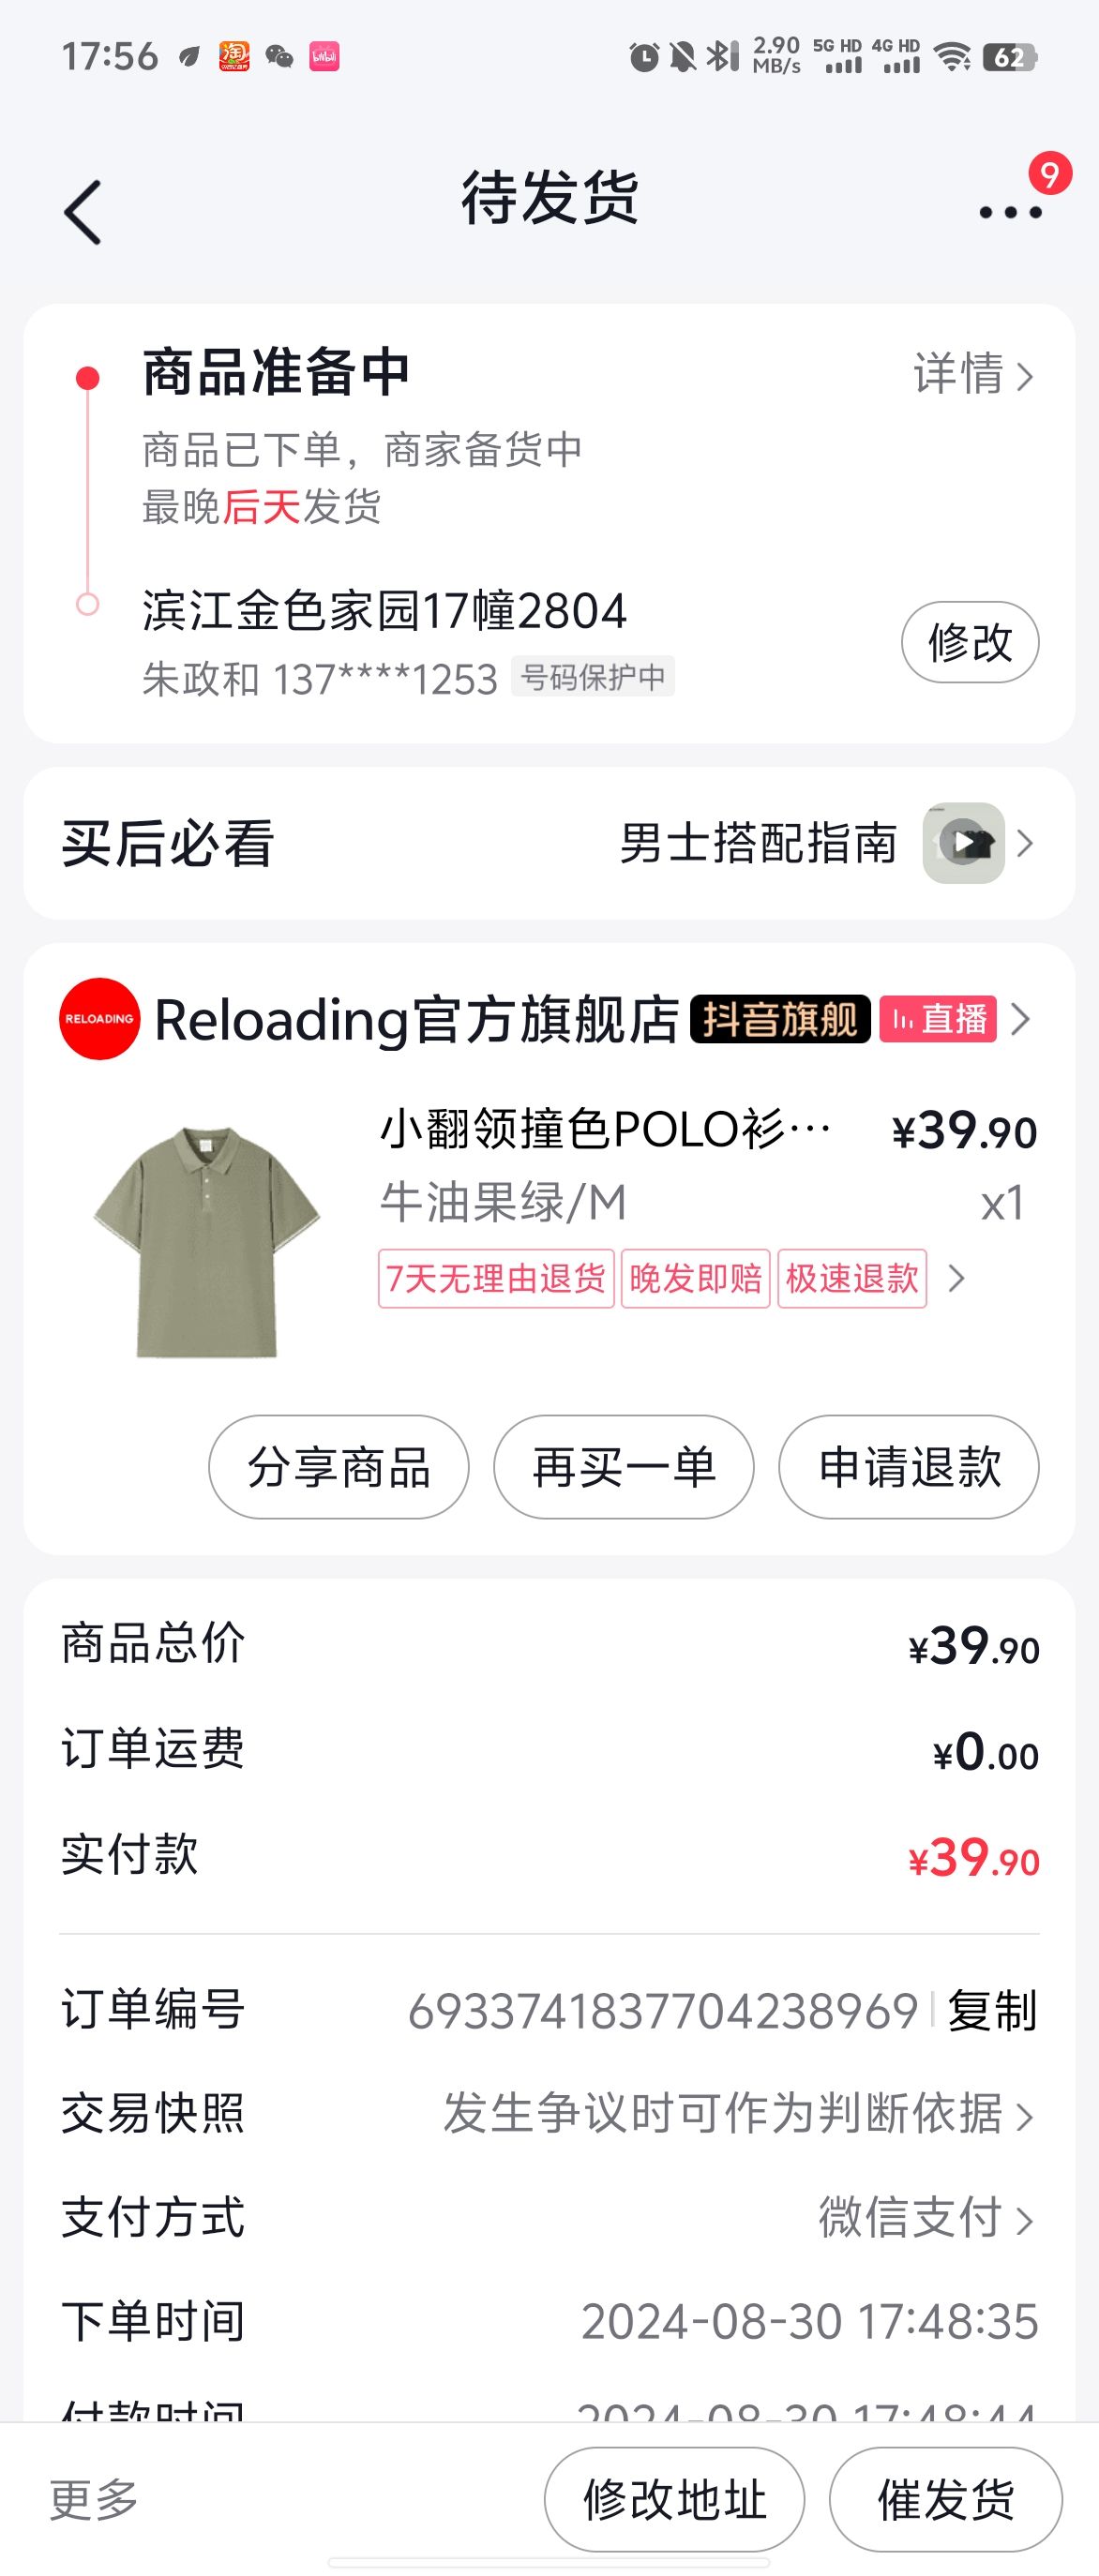 17:56
2.90 MB/s 5G HD 4G HD 62
待发货
9
商品准备中 详情
商品已下单，商家备货中
最晚后天发货
滨江金色家园17幢2804
修改
朱政和 137****1253 号码保护中
买后必看 男士搭配指南
RELOADING Reloading官方旗舰店 抖音旗舰 直播
小翻领撞色POLO衫… ¥39.90
牛油果绿/M x1
7天无理由退货 晚发即赔 极速退款
分享商品 再买一单 申请退款
商品总价 ¥39.90
订单运费 ¥0.00
实付款 ¥39.90
订单编号 6933741837704238969 复制
交易快照 发生争议时可作为判断依据
支付方式 微信支付
下单时间 2024-08-30 17:48:35
付款时间 2024-08-30 17:48:44
更多 修改地址 催发货